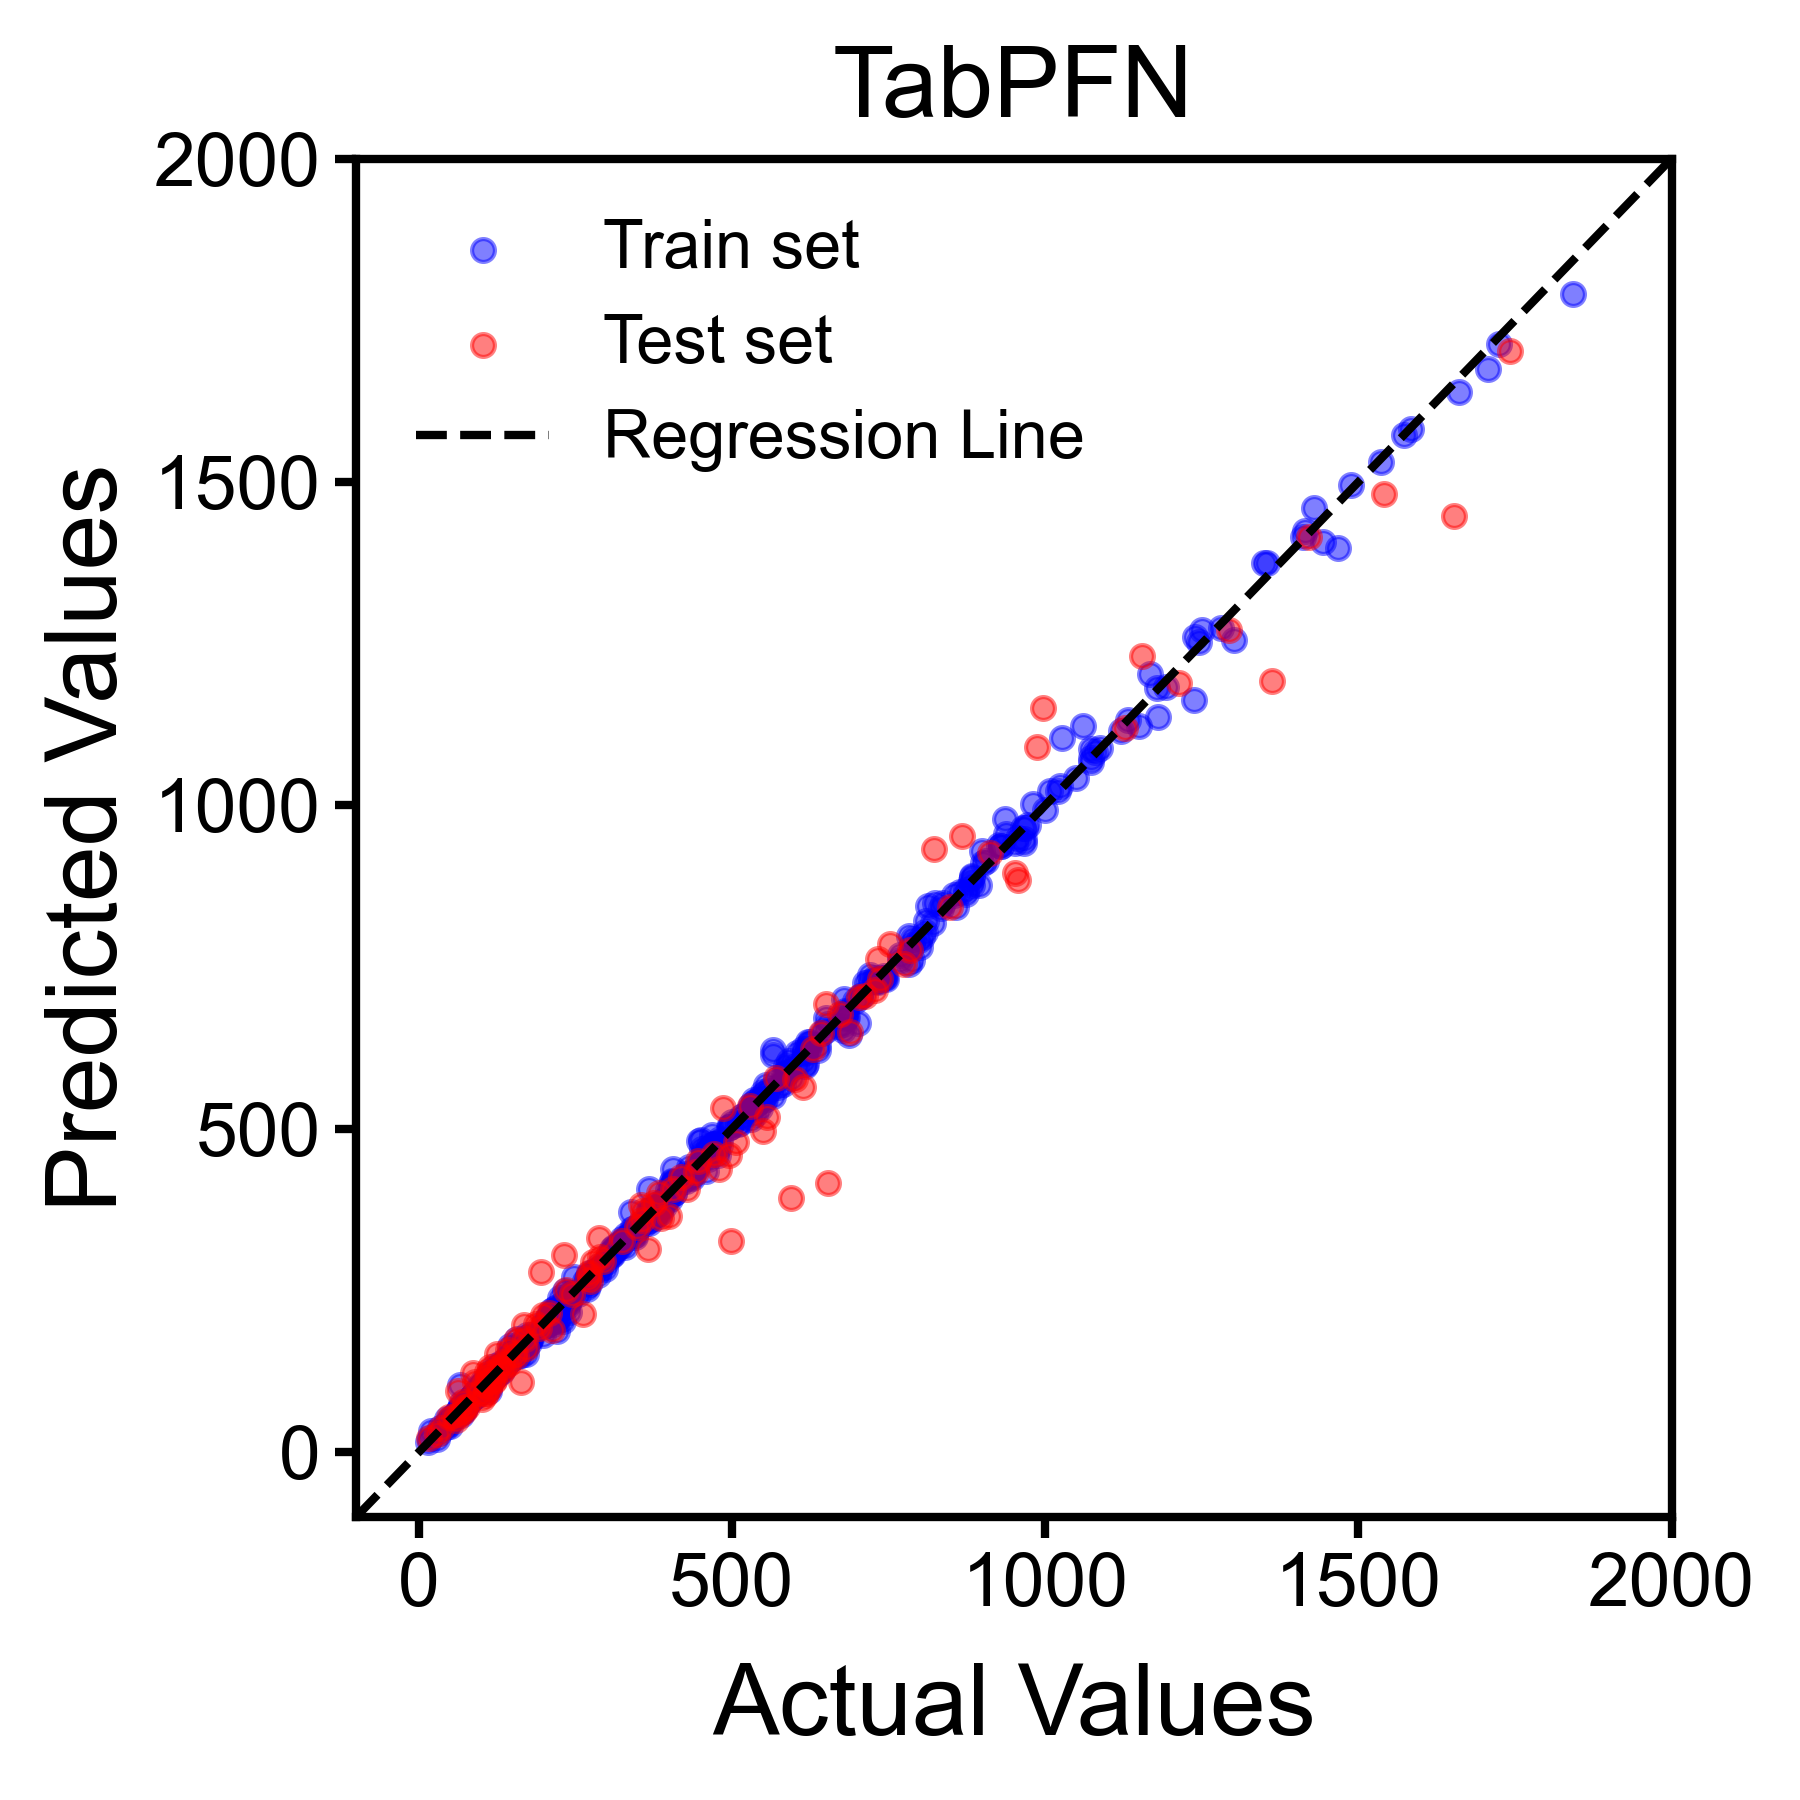 TabPFN
2000
1500
1000
500
0
Predicted Values
Train set
Test set
Regression Line
0 500 1000 1500 2000
Actual Values